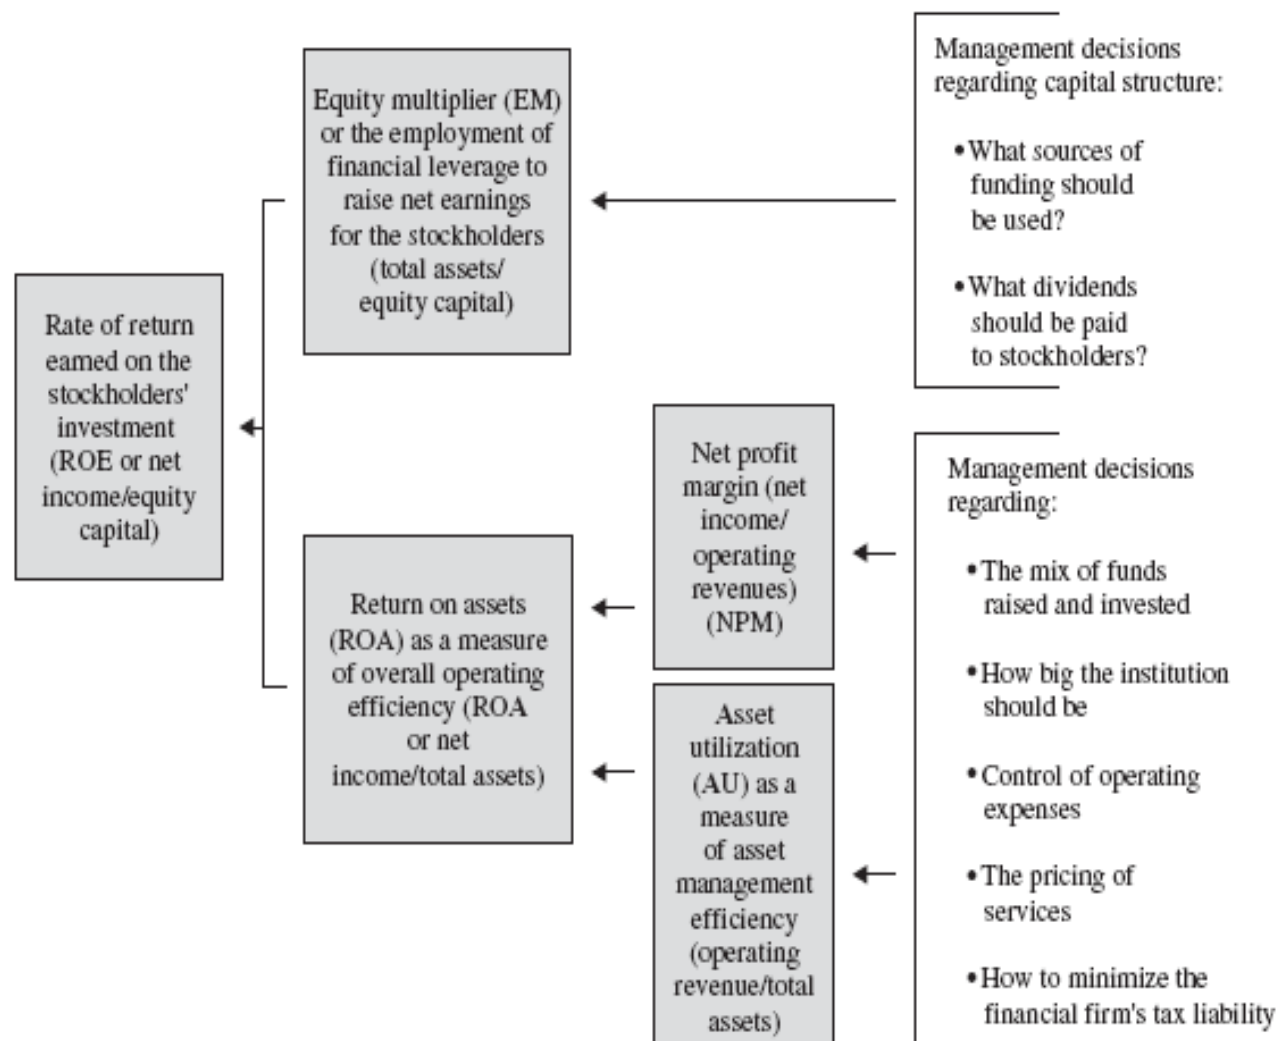 Equity multiplier (EM)
or the employment of
financial leverage to
raise net earnings
for the stockholders
(total assets/
equity capital)
Management decisions
regarding capital structure:
•What sources of
funding should
be used?
•What dividends
should be paid
to stockholders?
Rate of return
earned on the
stockholders'
investment
(ROE or net
income/equity
capital)
Return on assets
(ROA) as a measure
of overall operating
efficiency (ROA
or net
income/total assets)
Net profit
margin (net
income/
operating
revenues)
(NPM)
Asset
utilization
(AU) as a
measure
of asset
management
efficiency
(operating
revenue/total
assets)
Management decisions
regarding:
•The mix of funds
raised and invested
•How big the institution
should be
•Control of operating
expenses
•The pricing of
services
•How to minimize the
financial firm's tax liability